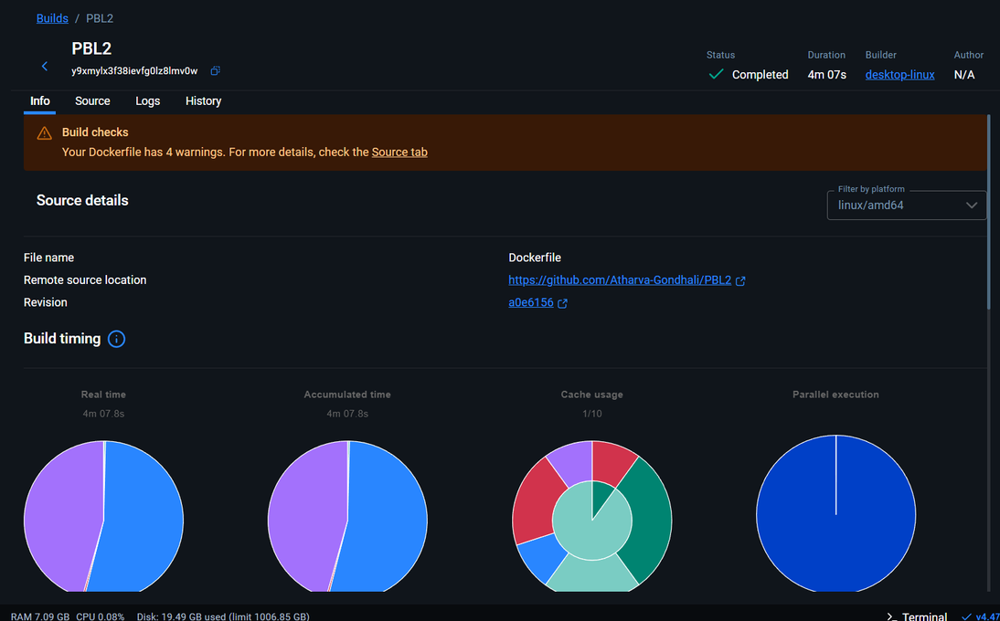 Builds / PBL2
PBL2
y9xmylx3f38ievfg0lz8lmv0w
Status
Completed
Duration
4m 07s
Builder
desktop-linux
Author
N/A
Info Source Logs History
Build checks
Your Dockerfile has 4 warnings. For more details, check the Source tab
Source details
Filter by platform
linux/amd64
File name Dockerfile
Remote source location https://github.com/Atharva-Gondhali/PBL2
Revision a0e6156
Build timing
Real time
4m 07.8s
Accumulated time
4m 07.8s
Cache usage
1/10
Parallel execution
RAM 7.09 GB CPU 0.08% Disk: 19.49 GB used (limit 1006.85 GB) Terminal v4.47